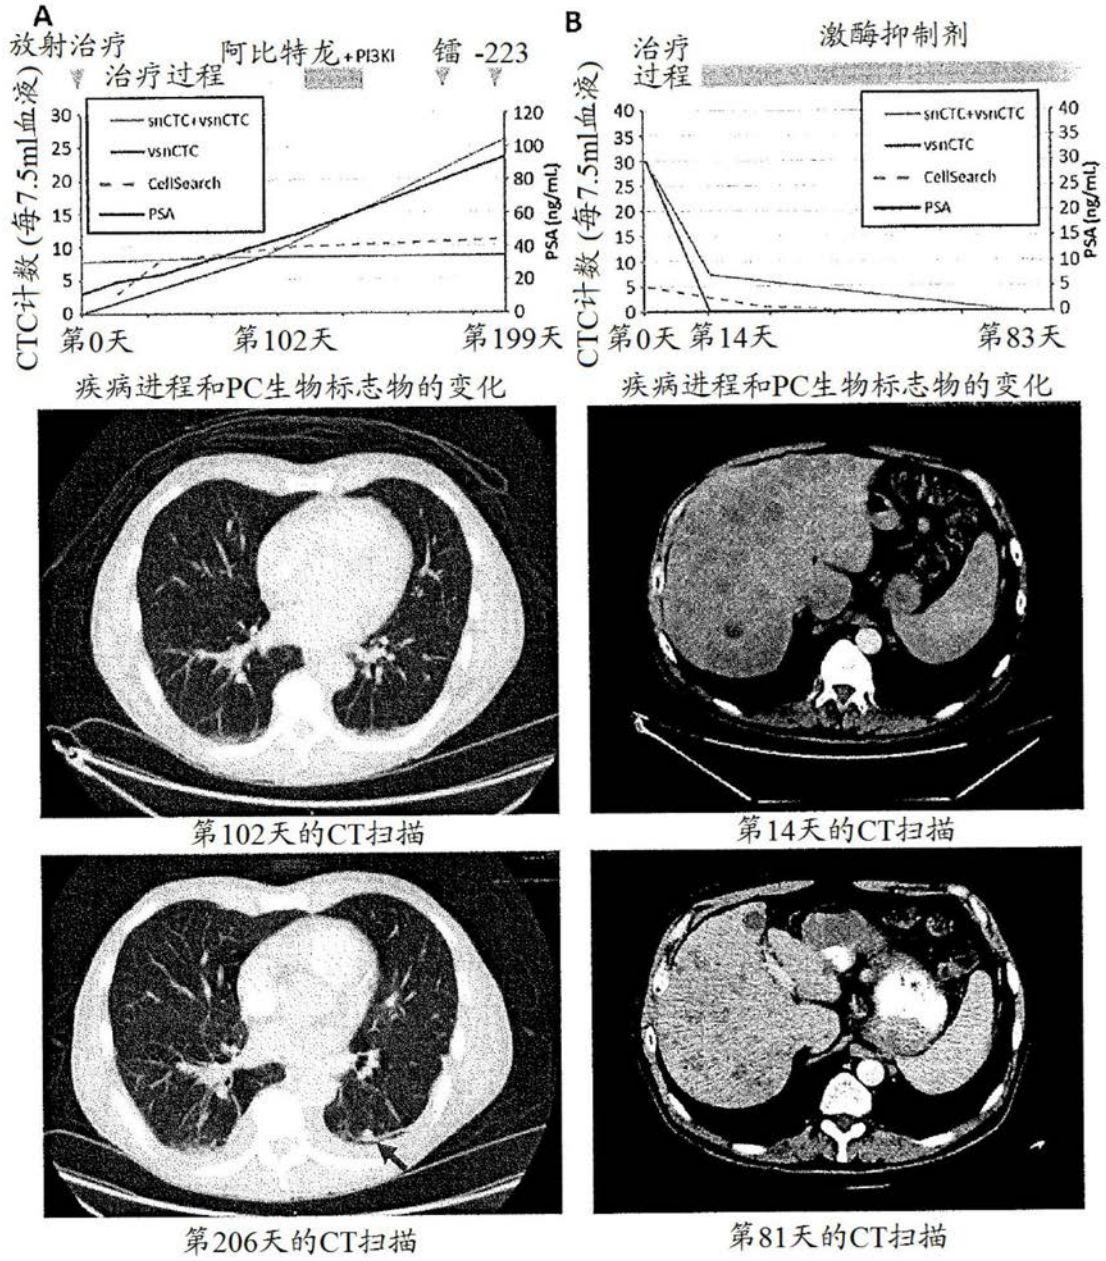 A
放射治疗
阿比特龙+PI3KI
镭 -223
治疗过程
CTC计数 (每7.5ml血液)
30
25
20
15
10
5
0
snCTC+vsnCTC
vsnCTC
CellSearch
PSA
120
100
80
60
40
20
0
PSA (ng/mL)
第0天
第102天
第199天
疾病进程和PC生物标志物的变化
第102天的CT扫描
第206天的CT扫描
B
治疗
过程
激酶抑制剂
CTC计数 (每7.5ml血液)
40
35
30
25
20
15
10
5
0
snCTC+vsnCTC
vsnCTC
CellSearch
PSA
40
35
30
25
20
15
10
5
0
PSA (ng/mL)
第0天
第14天
第83天
疾病进程和PC生物标志物的变化
第14天的CT扫描
第81天的CT扫描